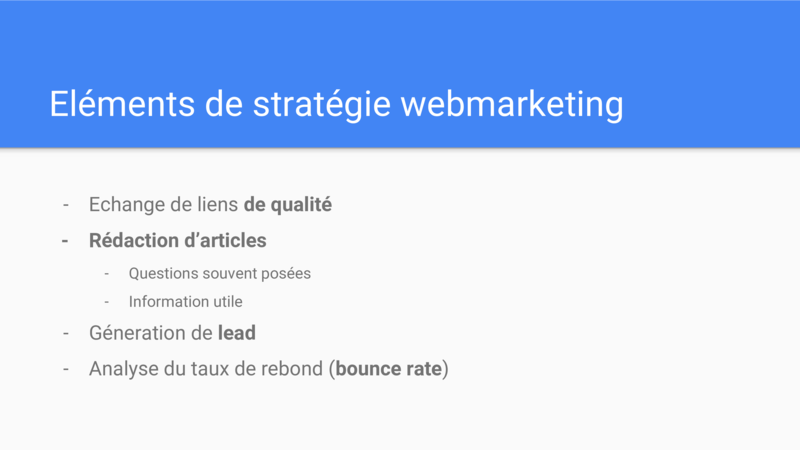 Eléments de stratégie webmarketing
- Echange de liens de qualité
- Rédaction d’articles
- Questions souvent posées
- Information utile
- Géneration de lead
- Analyse du taux de rebond (bounce rate)